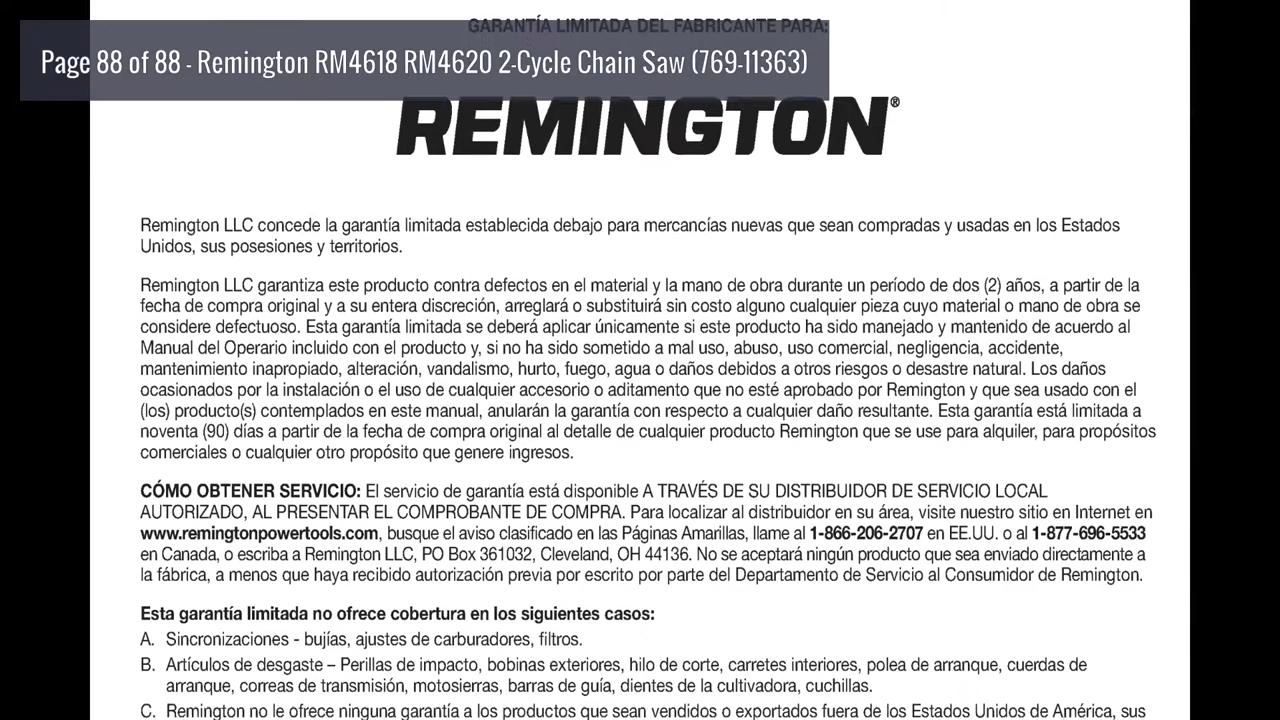 GARANTÍA LIMITADA DEL FABRICANTE PARA:
Page 88 of 88 - Remington RM4618 RM4620 2-Cycle Chain Saw (769-11363)
REMINGTON®
Remington LLC concede la garantía limitada establecida debajo para mercancías nuevas que sean compradas y usadas en los Estados
Unidos, sus posesiones y territorios.
Remington LLC garantiza este producto contra defectos en el material y la mano de obra durante un período de dos (2) años, a partir de la
fecha de compra original y a su entera discreción, arreglará o substituirá sin costo alguno cualquier pieza cuyo material o mano de obra se
considere defectuoso. Esta garantía limitada se deberá aplicar únicamente si este producto ha sido manejado y mantenido de acuerdo al
Manual del Operario incluido con el producto y, si no ha sido sometido a mal uso, abuso, uso comercial, negligencia, accidente,
mantenimiento inapropiado, alteración, vandalismo, hurto, fuego, agua o daños debidos a otros riesgos o desastre natural. Los daños
ocasionados por la instalación o el uso de cualquier accesorio o aditamento que no esté aprobado por Remington y que sea usado con el
(los) producto(s) contemplados en este manual, anularán la garantía con respecto a cualquier daño resultante. Esta garantía está limitada a
noventa (90) días a partir de la fecha de compra original al detalle de cualquier producto Remington que se use para alquiler, para propósitos
comerciales o cualquier otro propósito que genere ingresos.
CÓMO OBTENER SERVICIO: El servicio de garantía está disponible A TRAVÉS DE SU DISTRIBUIDOR DE SERVICIO LOCAL
AUTORIZADO, AL PRESENTAR EL COMPROBANTE DE COMPRA. Para localizar al distribuidor en su área, visite nuestro sitio en Internet en
www.remingtonpowertools.com, busque el aviso clasificado en las Páginas Amarillas, llame al 1-866-206-2707 en EE.UU. o al 1-877-696-5533
en Canada, o escriba a Remington LLC, PO Box 361032, Cleveland, OH 44136. No se aceptará ningún producto que sea enviado directamente a
la fábrica, a menos que haya recibido autorización previa por escrito por parte del Departamento de Servicio al Consumidor de Remington.
Esta garantía limitada no ofrece cobertura en los siguientes casos:
A. Sincronizaciones - bujías, ajustes de carburadores, filtros.
B. Artículos de desgaste – Perillas de impacto, bobinas exteriores, hilo de corte, carretes interiores, polea de arranque, cuerdas de
arranque, correas de transmisión, motosierras, barras de guía, dientes de la cultivadora, cuchillas.
C. Remington no le ofrece ninguna garantía a los productos que sean vendidos o exportados fuera de los Estados Unidos de América, sus